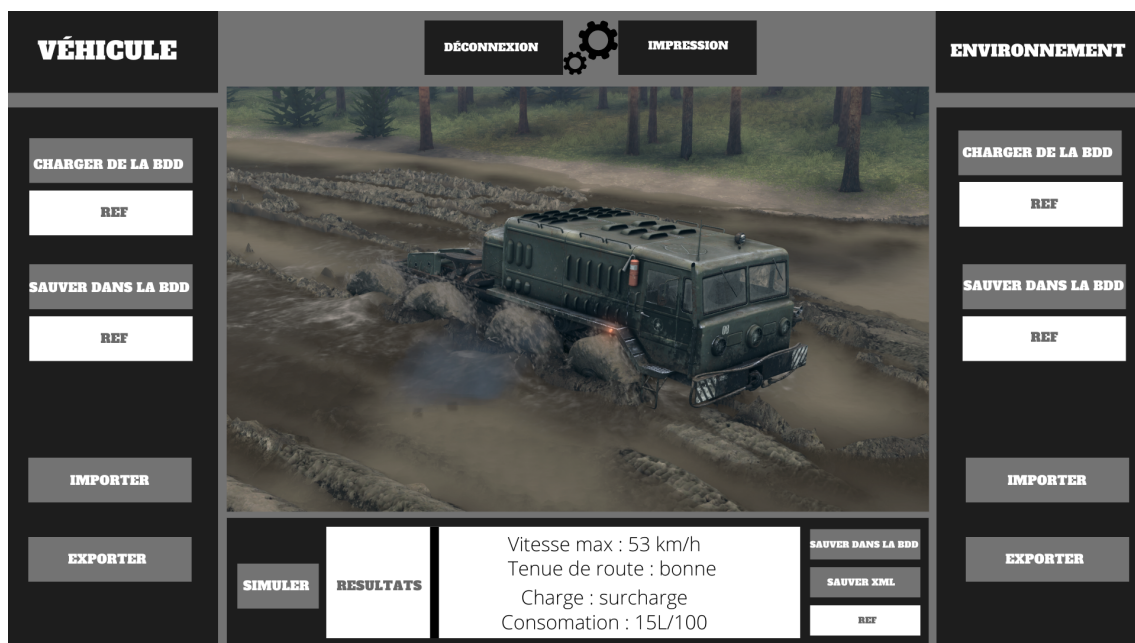 VÉHICULE
DÉCONNEXION
IMPRESSION
ENVIRONNEMENT
CHARGER DE LA BDD
REF
SAUVER DANS LA BDD
REF
IMPORTER
EXPORTER
CHARGER DE LA BDD
REF
SAUVER DANS LA BDD
REF
IMPORTER
EXPORTER
SIMULER
RESULTATS
Vitesse max : 53 km/h
Tenue de route : bonne
Charge : surcharge
Consomation : 15L/100
SAUVER DANS LA BDD
SAUVER XML
REF